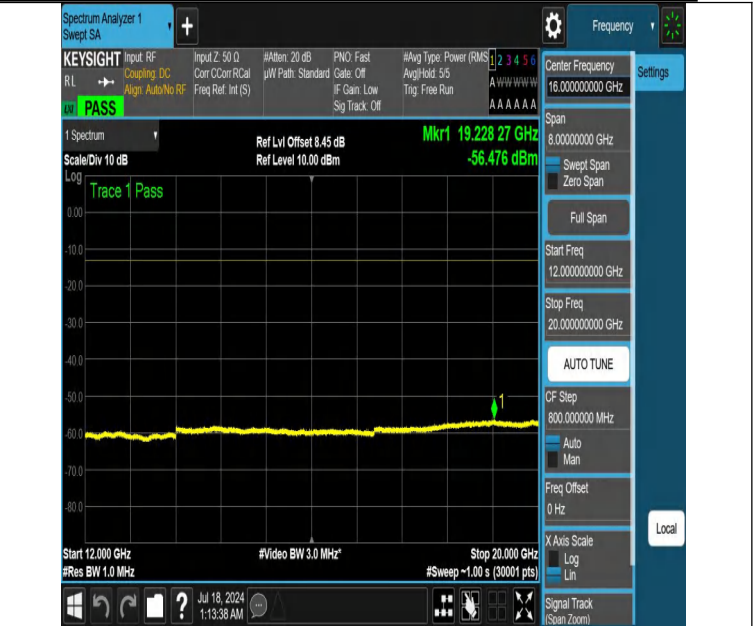 Spectrum Analyzer 1
Swept SA
+
Frequency
KEYSIGHT
RL
PASS
Input: RF
Coupling: DC
Align: Auto/No RF
Input Z: 50 Ω
Corr CCorr RCal
Freq Ref: Int (S)
#Atten: 20 dB
µW Path: Standard
PNO: Fast
Gate: Off
IF Gain: Low
Sig Track: Off
#Avg Type: Power (RMS
Avg|Hold: 5/5
Trig: Free Run
1 2 3 4 5 6
A W W W W W
A A A A A A
1 Spectrum
Scale/Div 10 dB
Ref Lvl Offset 8.45 dB
Ref Level 10.00 dBm
Mkr1 19.228 27 GHz
-56.476 dBm
Log
Trace 1 Pass
0.00
-10.0
-20.0
-30.0
-40.0
-50.0
-60.0
-70.0
-80.0
1
Start 12.000 GHz
#Res BW 1.0 MHz
#Video BW 3.0 MHz*
Stop 20.000 GHz
#Sweep ~1.00 s (30001 pts)
Center Frequency
16.000000000 GHz
Settings
Span
8.00000000 GHz
Swept Span
Zero Span
Full Span
Start Freq
12.000000000 GHz
Stop Freq
20.000000000 GHz
AUTO TUNE
CF Step
800.000000 MHz
Auto
Man
Freq Offset
0 Hz
X Axis Scale
Log
Lin
Local
Signal Track
(Span Zoom)
?
Jul 18, 2024
1:13:38 AM